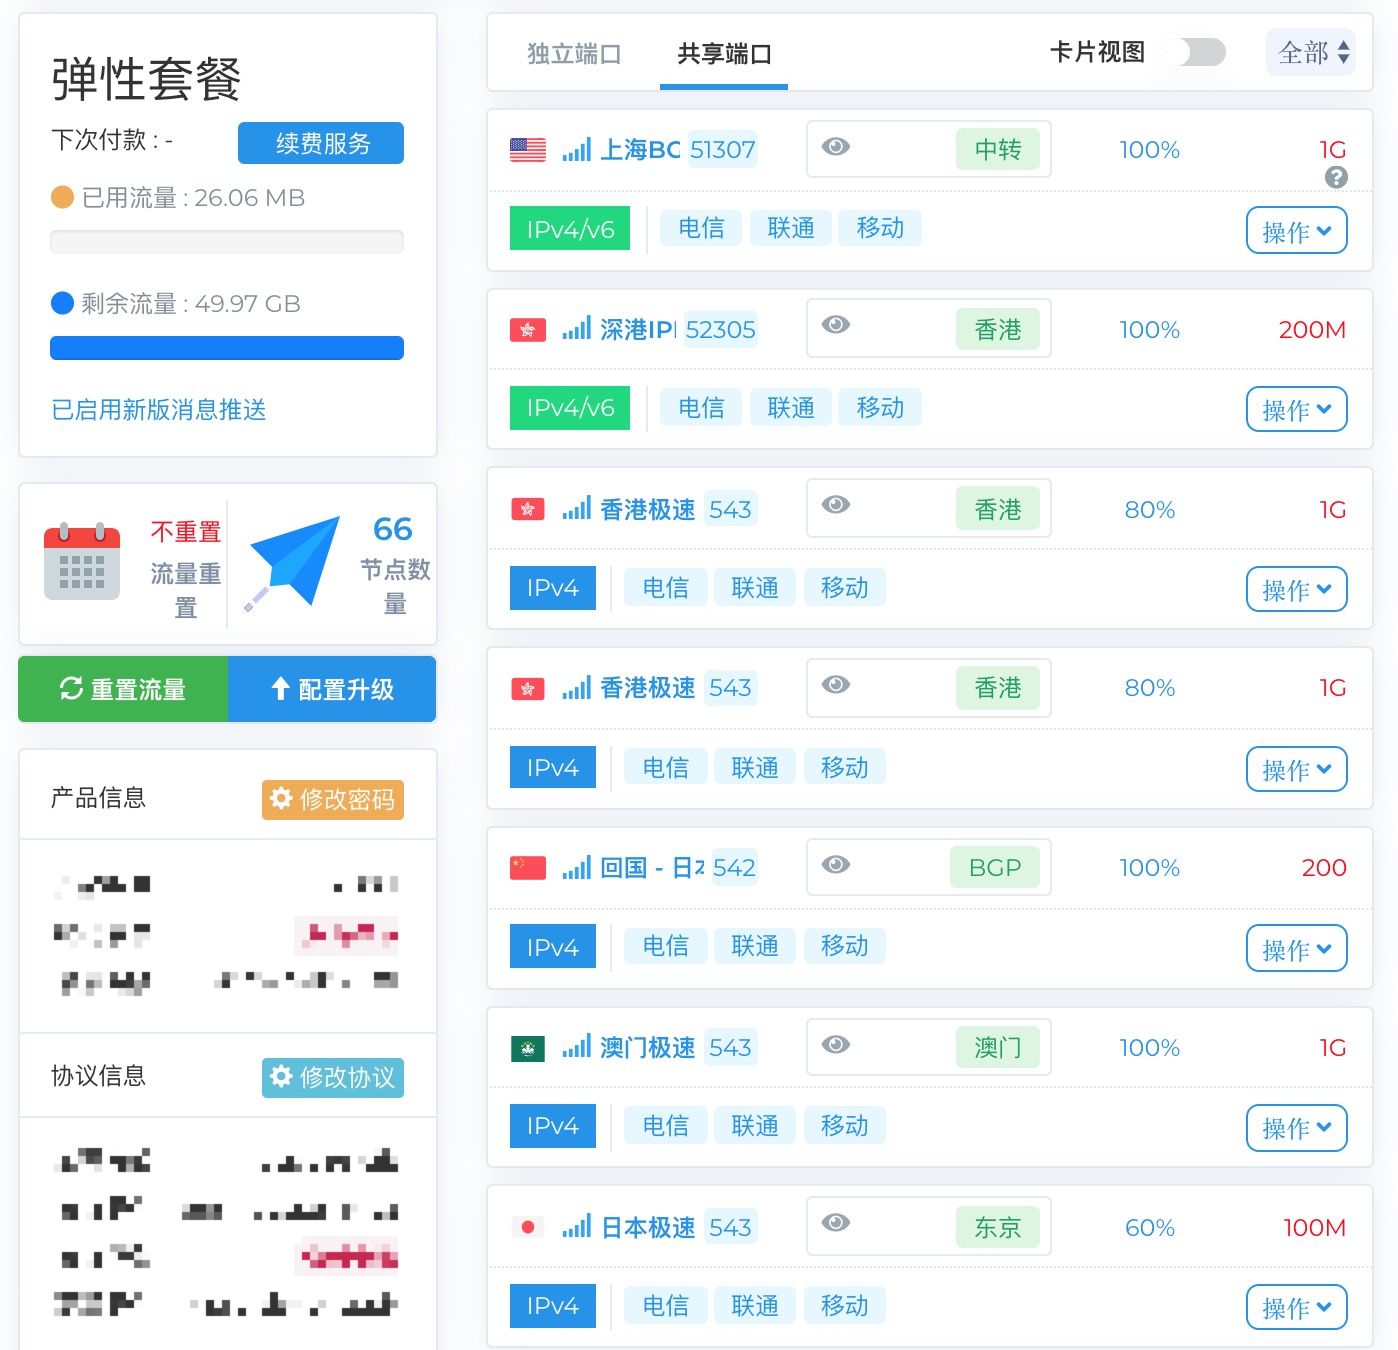 弹性套餐
下次付款 : -
续费服务
已用流量 : 26.06 MB
剩余流量 : 49.97 GB
已启用新版消息推送
不重置
流量重
置
66
节点数
量
重置流量
配置升级
产品信息
修改密码
协议信息
修改协议
独立端口
共享端口
卡片视图
全部
上海BC 51307 中转 100% 1G
?
IPv4/v6 电信 联通 移动 操作
深港IP 52305 香港 100% 200M
IPv4/v6 电信 联通 移动 操作
香港极速 543 香港 80% 1G
IPv4 电信 联通 移动 操作
香港极速 543 香港 80% 1G
IPv4 电信 联通 移动 操作
回国 - 日 542 BGP 100% 200
IPv4 电信 联通 移动 操作
澳门极速 543 澳门 100% 1G
IPv4 电信 联通 移动 操作
日本极速 543 东京 60% 100M
IPv4 电信 联通 移动 操作